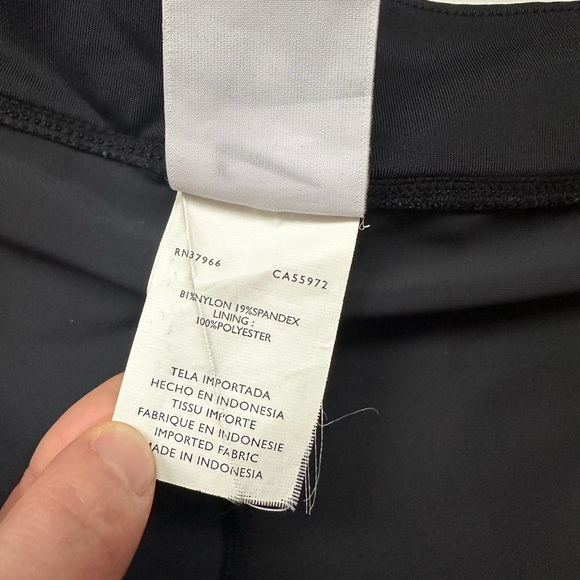 RN37966 CA55972
81%NYLON 19%SPANDEX
LINING :
100%POLYESTER
TELA IMPORTADA
HECHO EN INDONESIA
TISSU IMPORTE
FABRIQUE EN INDONESIE
IMPORTED FABRIC
MADE IN INDONESIA